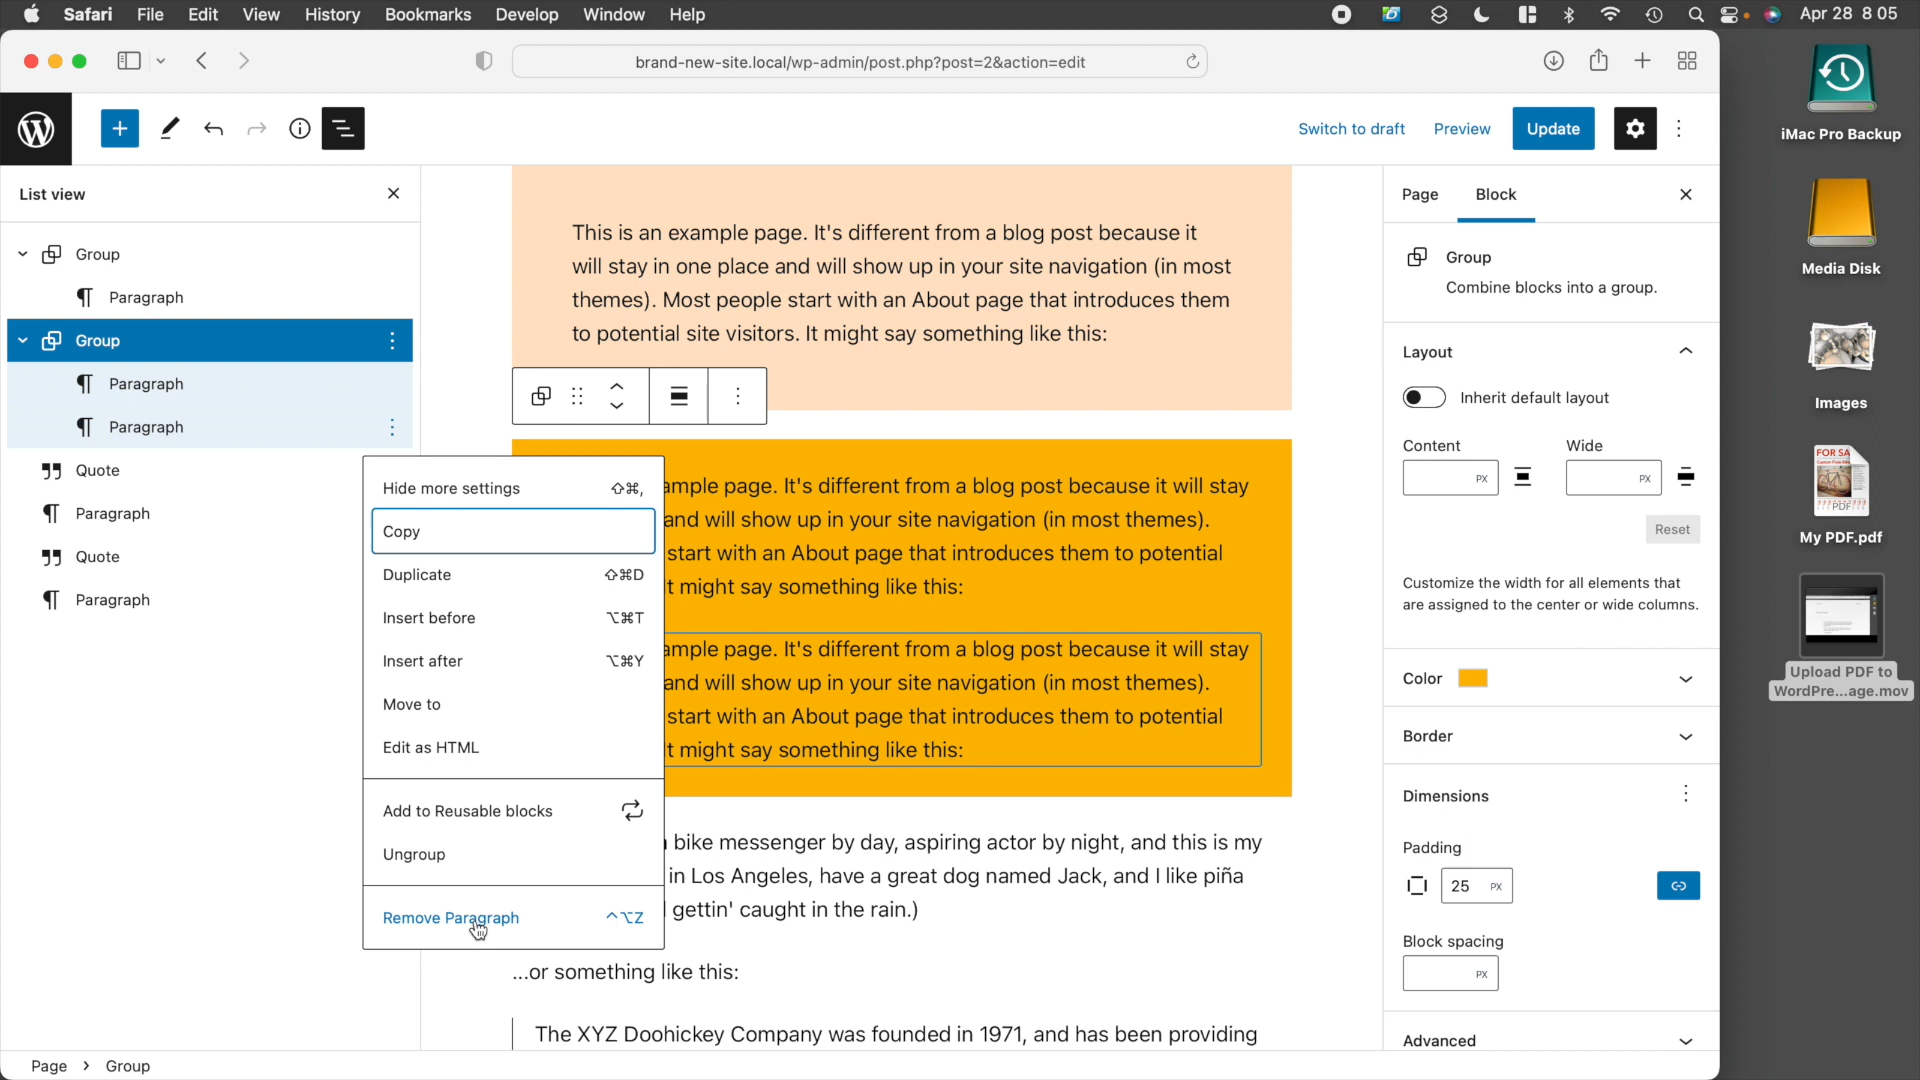 Safari File Edit View History Bookmarks Develop Window Help Apr 28 8 05
brand-new-site.local/wp-admin/post.php?post=2&action=edit
Switch to draft Preview Update
List view
Group
Paragraph
Group
Paragraph
Paragraph
Quote
Paragraph
Quote
Paragraph
This is an example page. It's different from a blog post because it
will stay in one place and will show up in your site navigation (in most
themes). Most people start with an About page that introduces them
to potential site visitors. It might say something like this:
ample page. It's different from a blog post because it will stay
and will show up in your site navigation (in most themes).
start with an About page that introduces them to potential
t might say something like this:
ample page. It's different from a blog post because it will stay
and will show up in your site navigation (in most themes).
start with an About page that introduces them to potential
t might say something like this:
bike messenger by day, aspiring actor by night, and this is my
in Los Angeles, have a great dog named Jack, and I like piña
gettin' caught in the rain.)
...or something like this:
The XYZ Doohickey Company was founded in 1971, and has been providing
Hide more settings ⇧⌘,
Copy
Duplicate ⇧⌘D
Insert before ⌥⌘T
Insert after ⌥⌘Y
Move to
Edit as HTML
Add to Reusable blocks
Ungroup
Remove Paragraph ^⌥Z
Page Block
Group
Combine blocks into a group.
Layout
Inherit default layout
Content Wide
PX PX
Reset
Customize the width for all elements that
are assigned to the center or wide columns.
Color
Border
Dimensions
Padding
25 PX
Block spacing
PX
Advanced
Page > Group
iMac Pro Backup
Media Disk
Images
FOR SA
PDF
My PDF.pdf
Upload PDF to
WordPre...age.mov